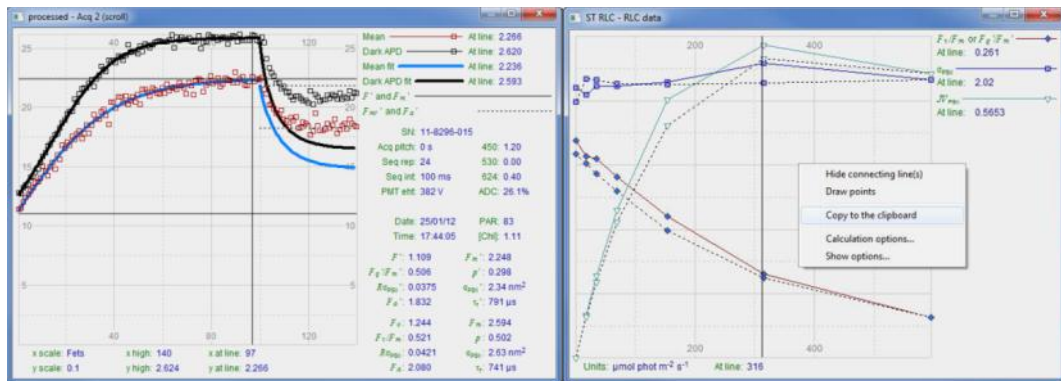 processed - Acq 2 (scroll)
25
20
15
10
5
120
40
80
120
Mean At line: 2.266
Dark APD At line: 2.620
Mean fit At line: 2.236
Dark APD fit At line: 2.593
F ' and Fm '
SN: 11-8296-015
Acq pitch: 0 s 450: 1.20
Seq rep: 24 530: 0.00
Seq int: 100 ms 624: 0.40
PMT eht: 382 V ADC: 26.1%
Date: 25/01/12 PAR: 83
Time: 17:44:05 [Chl]: 1.11
F ': 1.109 Fm ': 2.248
Fq '/Fm ': 0.506 p ': 0.298
0.0375 2.34 nm2
1.832 791 µs
Fo: 1.244 Fm: 2.594
Fv/Fm: 0.521 p: 0.502
0.0421 2.63 nm2
2.080 741 µs
x scale: Fets x high: 140 x at line: 97
y scale: 0.1 y high: 2.624 y at line: 2.266
ST RLC - RLC data
200
400
Fv/Fm or Fq '/Fm '
At line: 0.261
At line: 2.02
At line: 0.5653
Hide connecting line(s)
Draw points
Copy to the clipboard
Calculation options...
Show options...
200
400
Units: µmol phot m-2 s-1 At line: 316